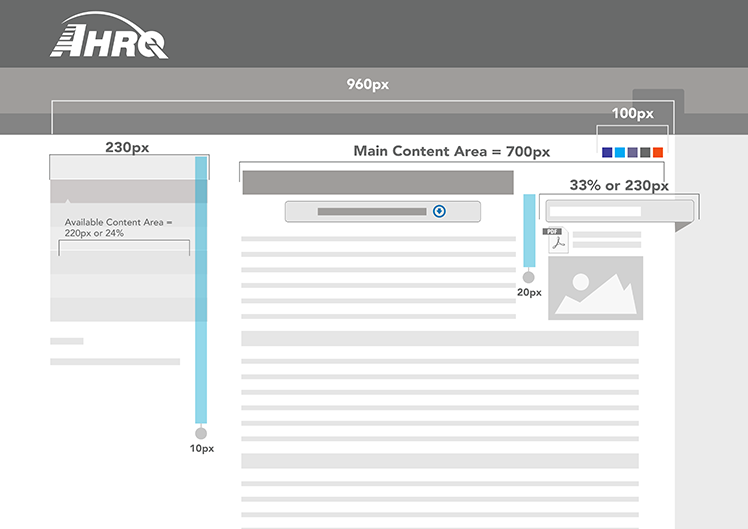 AHRQ
960px
100px
230px
Main Content Area = 700px
33% or 230px
Available Content Area =
220px or 24%
PDF
20px
10px